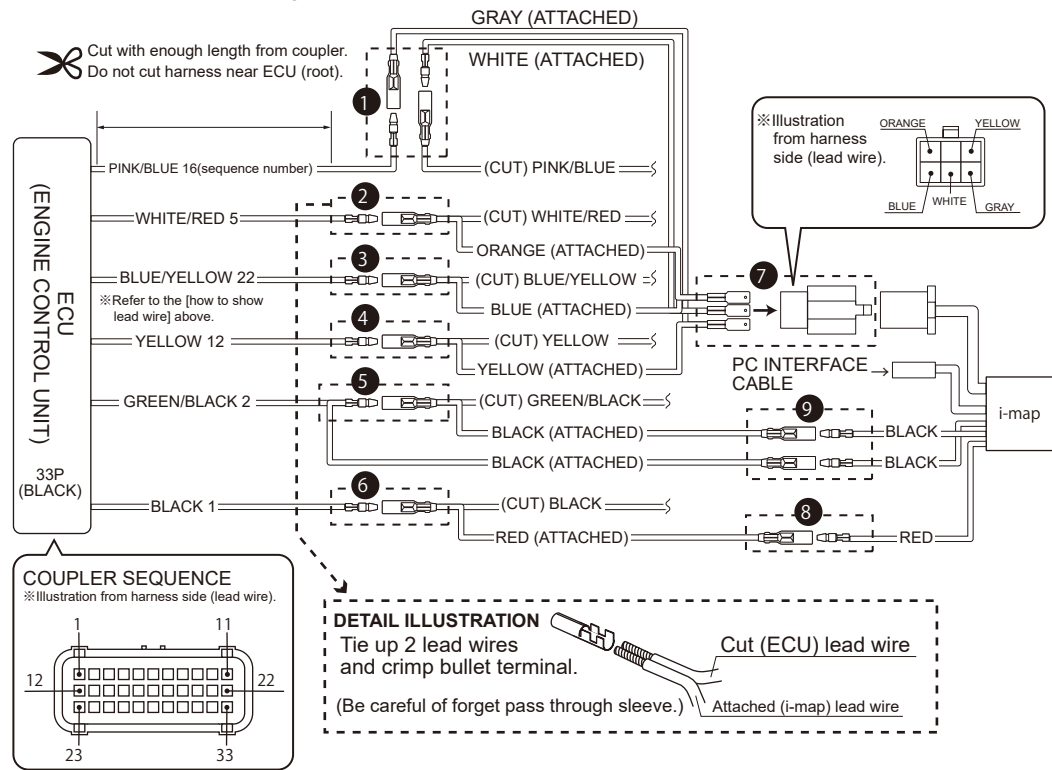 GRAY (ATTACHED)
Cut with enough length from coupler.
Do not cut harness near ECU (root).
WHITE (ATTACHED)
1
※Illustration
from harness
side (lead wire).
ORANGE
YELLOW
BLUE
WHITE
GRAY
PINK/BLUE 16(sequence number)
(CUT) PINK/BLUE
2
WHITE/RED 5
(CUT) WHITE/RED
ORANGE (ATTACHED)
3
7
BLUE/YELLOW 22
(CUT) BLUE/YELLOW
※Refer to the [how to show
lead wire] above.
BLUE (ATTACHED)
4
YELLOW 12
(CUT) YELLOW
YELLOW (ATTACHED)
PC INTERFACE
CABLE
5
GREEN/BLACK 2
(CUT) GREEN/BLACK
9
i-map
BLACK (ATTACHED)
BLACK
BLACK (ATTACHED)
BLACK
ECU
(ENGINE CONTROL UNIT)
33P
(BLACK)
6
BLACK 1
(CUT) BLACK
8
RED (ATTACHED)
RED
COUPLER SEQUENCE
※Illustration from harness side (lead wire).
1
11
12
22
23
33
DETAIL ILLUSTRATION
Tie up 2 lead wires
and crimp bullet terminal.
(Be careful of forget pass through sleeve.)
Cut (ECU) lead wire
Attached (i-map) lead wire